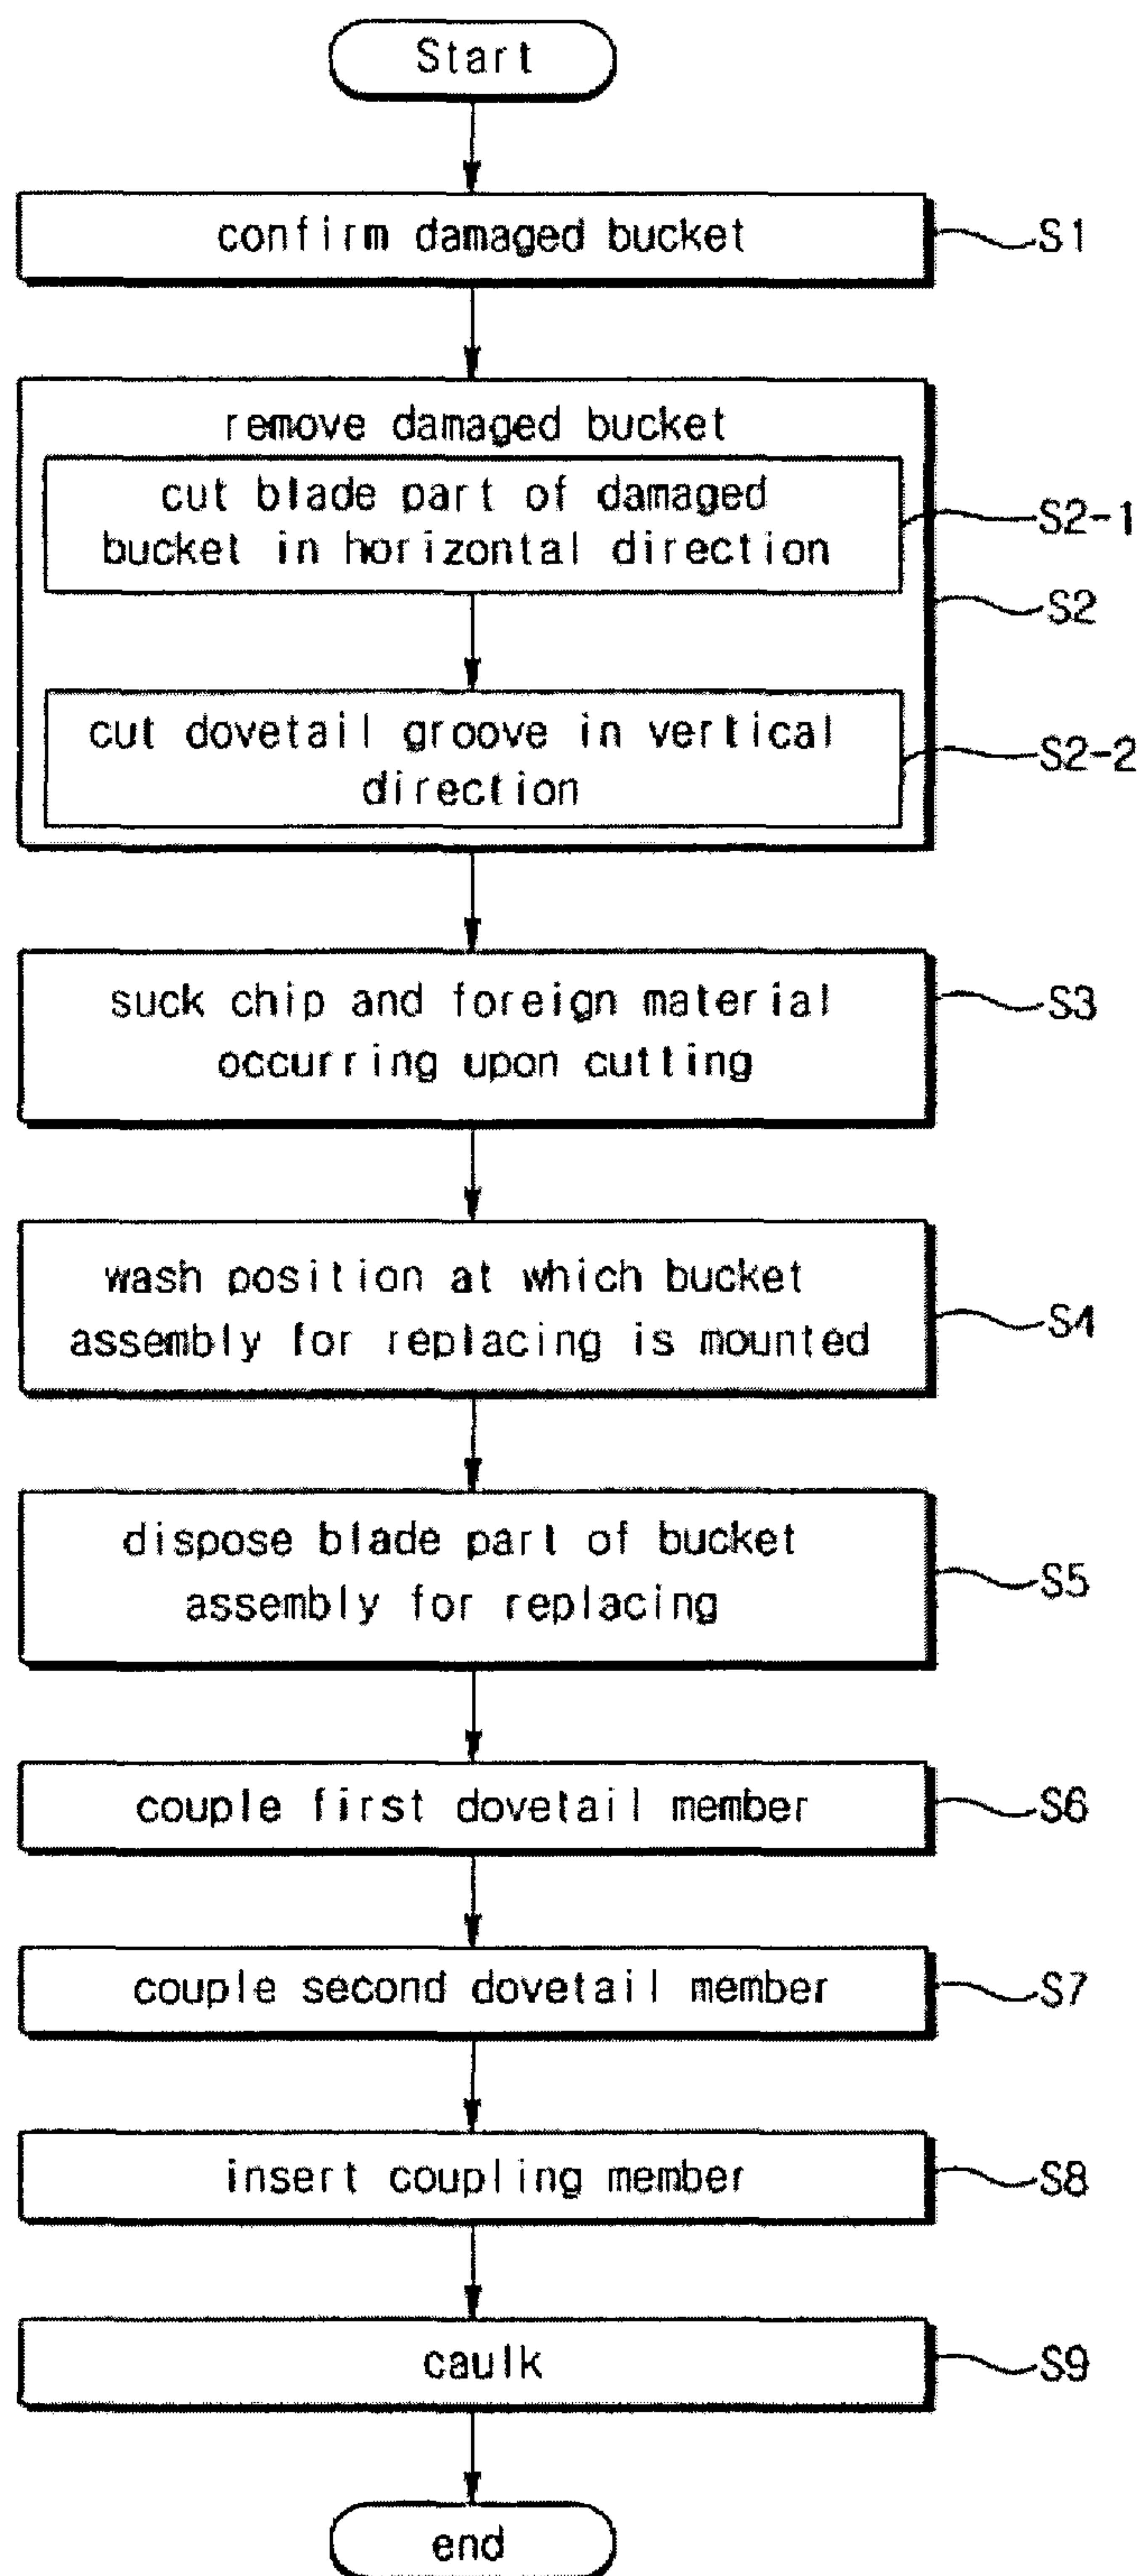 Start
confirm damaged bucket
S1
remove damaged bucket
cut blade part of damaged
bucket in horizontal direction
S2-1
S2
cut dovetail groove in vertical
direction
S2-2
suck chip and foreign material
occurring upon cutting
S3
wash position at which bucket
assembly for replacing is mounted
S4
dispose blade part of bucket
assembly for replacing
S5
couple first dovetail member
S6
couple second dovetail member
S7
insert coupling member
S8
caulk
S9
end